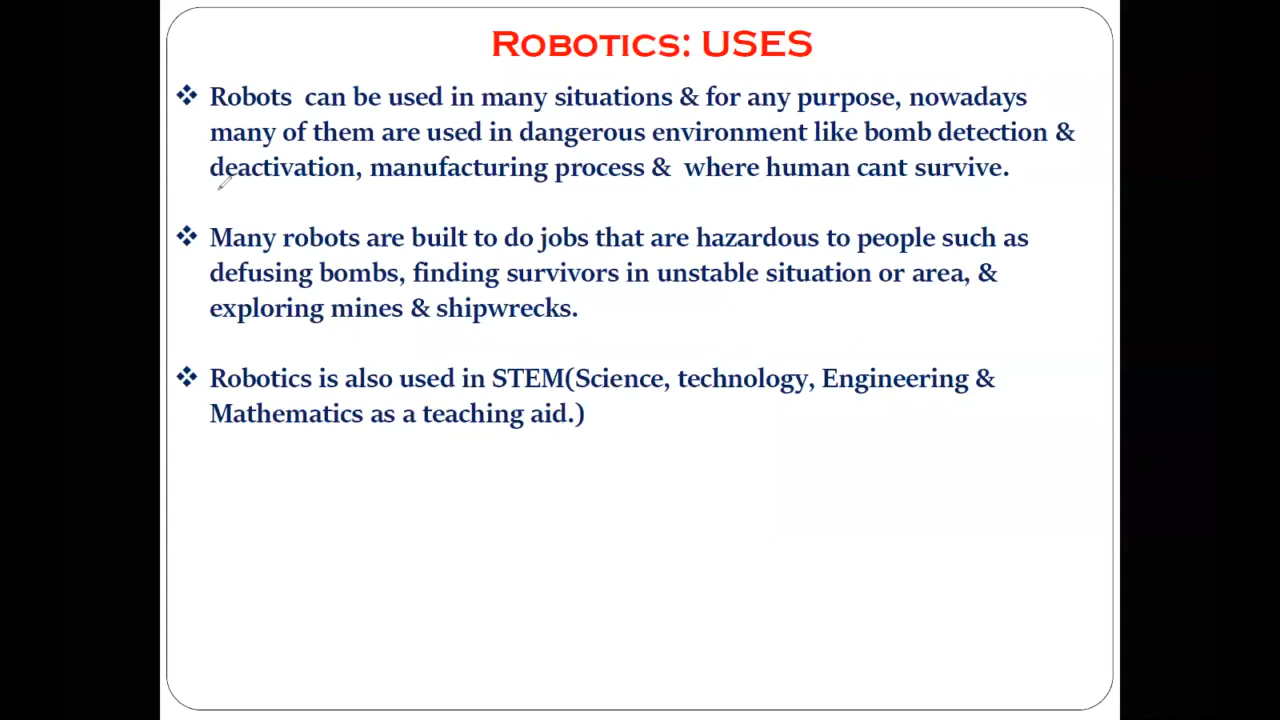 Robotics: USES
❖ Robots can be used in many situations & for any purpose, nowadays
many of them are used in dangerous environment like bomb detection &
deactivation, manufacturing process & where human cant survive.
❖ Many robots are built to do jobs that are hazardous to people such as
defusing bombs, finding survivors in unstable situation or area, &
exploring mines & shipwrecks.
❖ Robotics is also used in STEM(Science, technology, Engineering &
Mathematics as a teaching aid.)